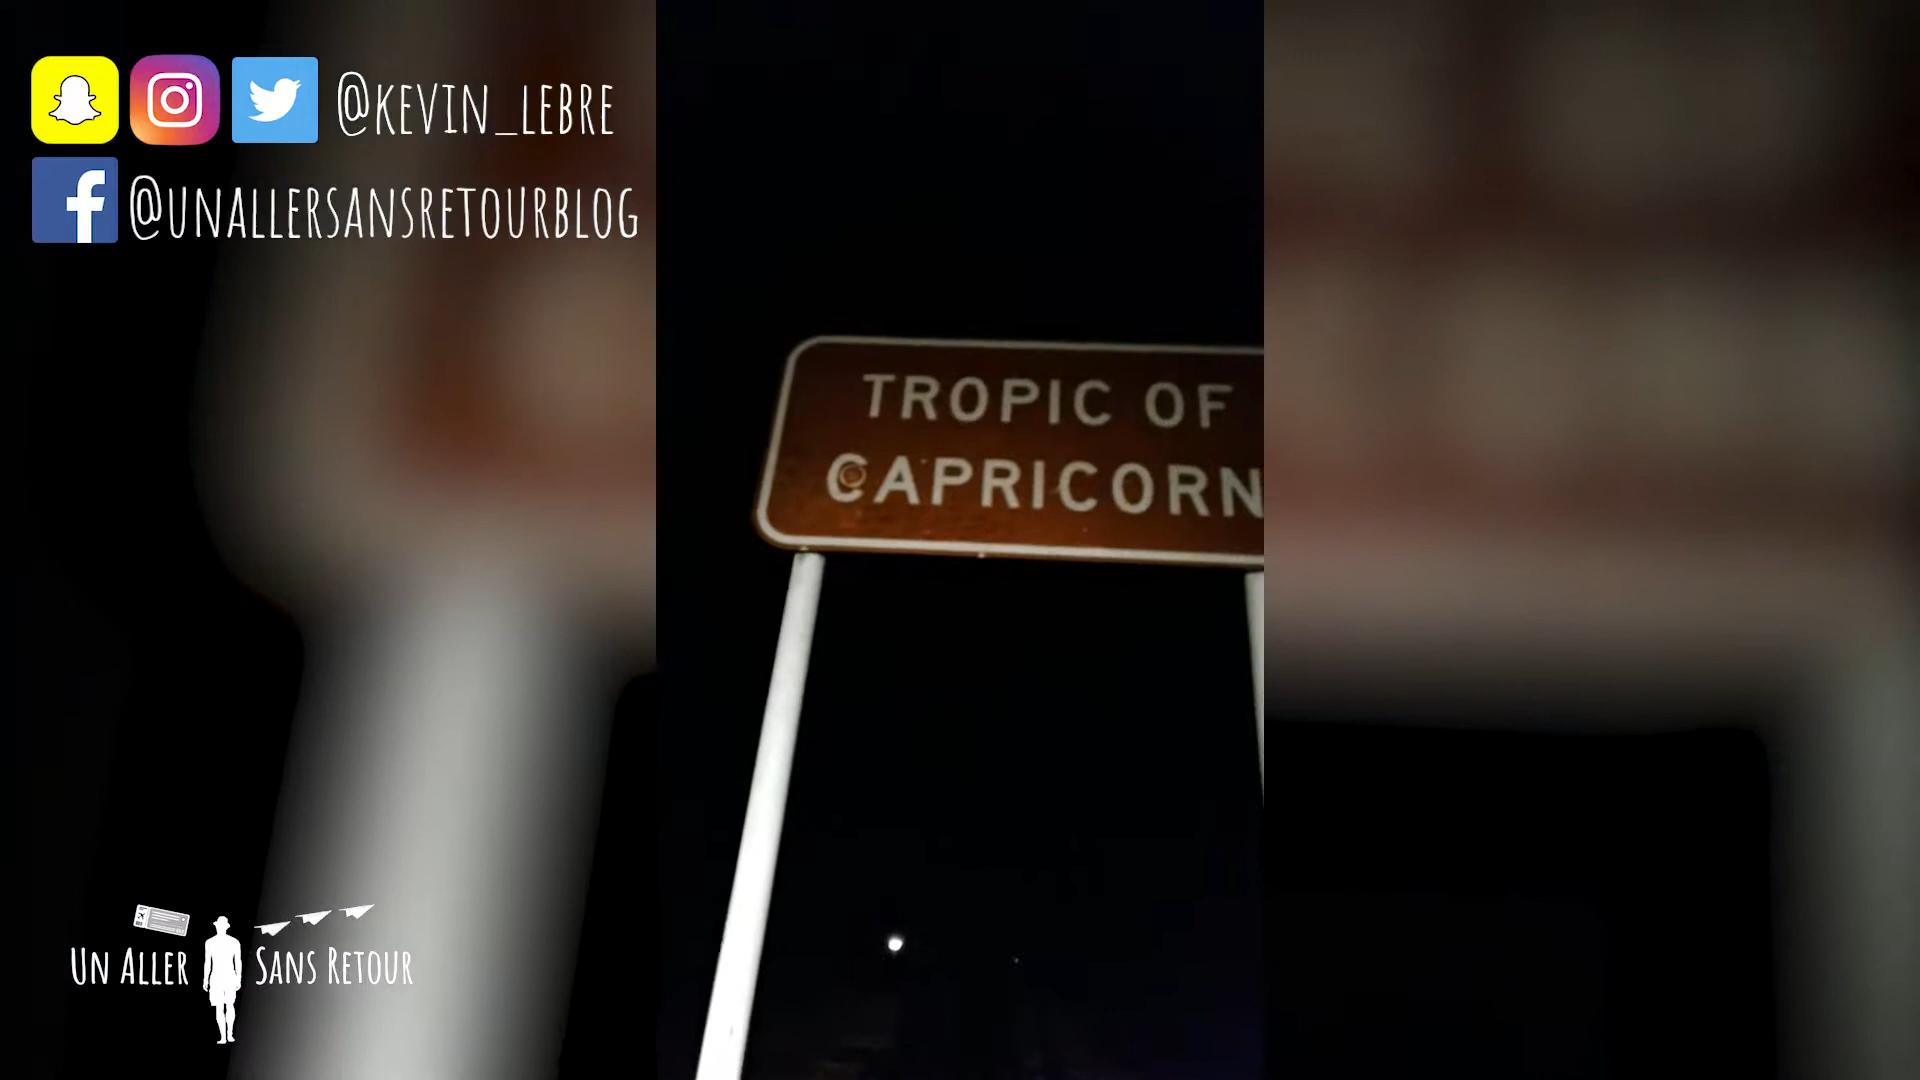 @KEVIN_LEBRE
@UNALLERSANSRETOURBLOG
TROPIC OF
CAPRICORN
UN ALLER SANS RETOUR